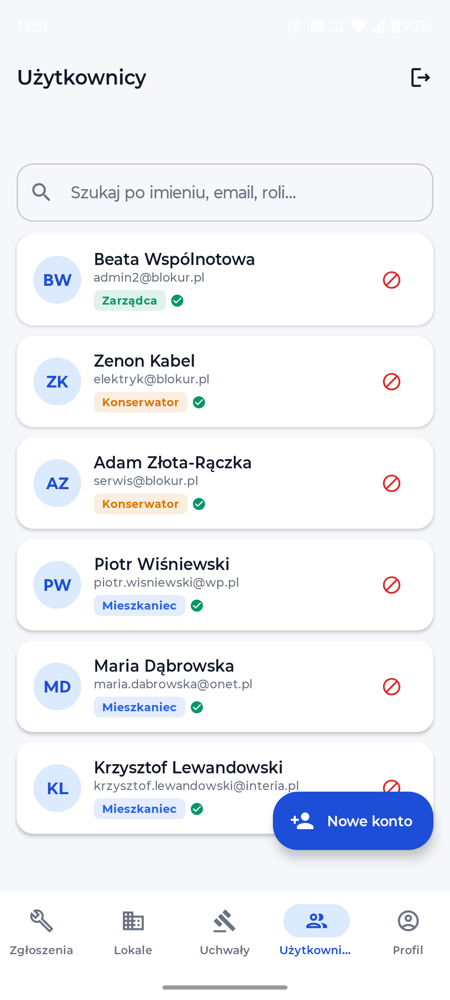 13:51
Vo LTE
93%
Użytkownicy
Szukaj po imieniu, email, roli...
BW
Beata Wspólnotowa
admin2@blokur.pl
Zarządca
ZK
Zenon Kabel
elektryk@blokur.pl
Konserwator
AZ
Adam Złota-Rączka
serwis@blokur.pl
Konserwator
PW
Piotr Wiśniewski
piotr.wisniewski@wp.pl
Mieszkaniec
MD
Maria Dąbrowska
maria.dabrowska@onet.pl
Mieszkaniec
KL
Krzysztof Lewandowski
krzysztof.lewandowski@interia.pl
Mieszkaniec
Nowe konto
Zgłoszenia
Lokale
Uchwały
Użytkowni...
Profil